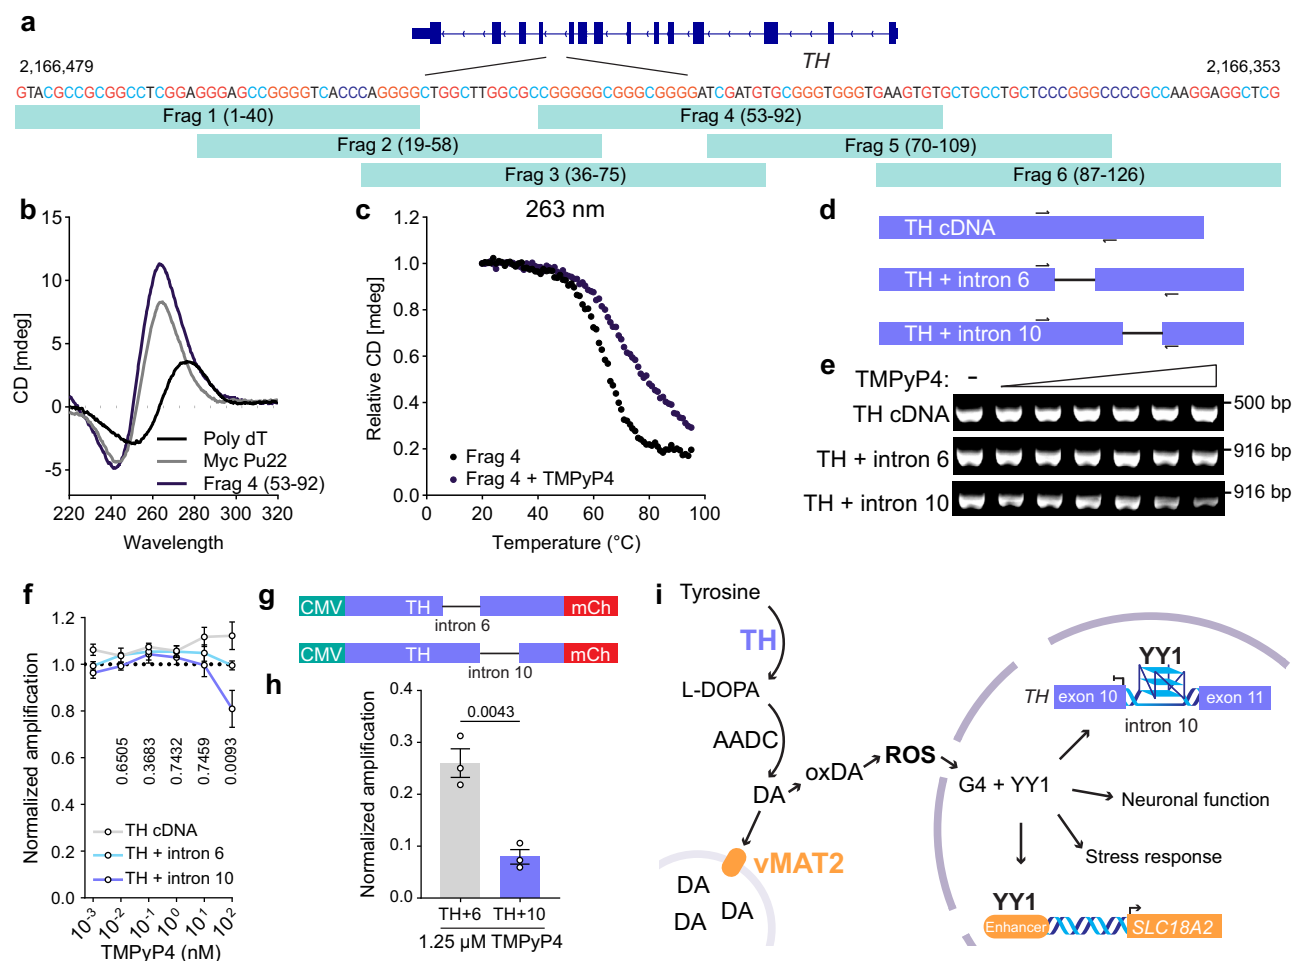 a
TH
2,166,479
2,166,353
GTACGCCGCGGCCTCGGAGGGAGCCGGGGTCACCCAGGGGCTGGCTTGGCGCCGGGGGCGGGCGGGGATCGATGTGCGGGTGGGTGAAGTGTGCTGCCTGCTCCCGGGCCCCGCCAAGGAGGCTCG
Frag 1 (1-40)
Frag 4 (53-92)
Frag 2 (19-58)
Frag 5 (70-109)
Frag 3 (36-75)
Frag 6 (87-126)
b
15
10
5
0
-5
CD [mdeg]
Poly dT
Myc Pu22
Frag 4 (53-92)
220 240 260 280 300 320
Wavelength
c
263 nm
1.2
1.0
0.8
0.6
0.4
0.2
0.0
Relative CD [mdeg]
Frag 4
Frag 4 + TMPyP4
0 20 40 60 80 100
Temperature (°C)
d
TH cDNA
TH + intron 6
TH + intron 10
e
TMPyP4: -
TH cDNA
500 bp
TH + intron 6
916 bp
TH + intron 10
916 bp
f
1.2
1.0
0.8
0.6
0.4
0.2
0.0
Normalized amplification
0.6505
0.3683
0.7432
0.7459
0.0093
TH cDNA
TH + intron 6
TH + intron 10
10-3 10-2 10-1 100 101 102
TMPyP4 (nM)
g
CMV TH mCh
intron 6
CMV TH mCh
intron 10
h
0.4
0.3
0.2
0.1
0.0
Normalized amplification
0.0043
TH+6 TH+10
1.25 µM TMPyP4
i
Tyrosine
TH
L-DOPA
AADC
DA
oxDA
ROS
vMAT2
DA
DA
DA
G4 + YY1
YY1
TH
exon 10
exon 11
intron 10
Neuronal function
Stress response
YY1
Enhancer
SLC18A2